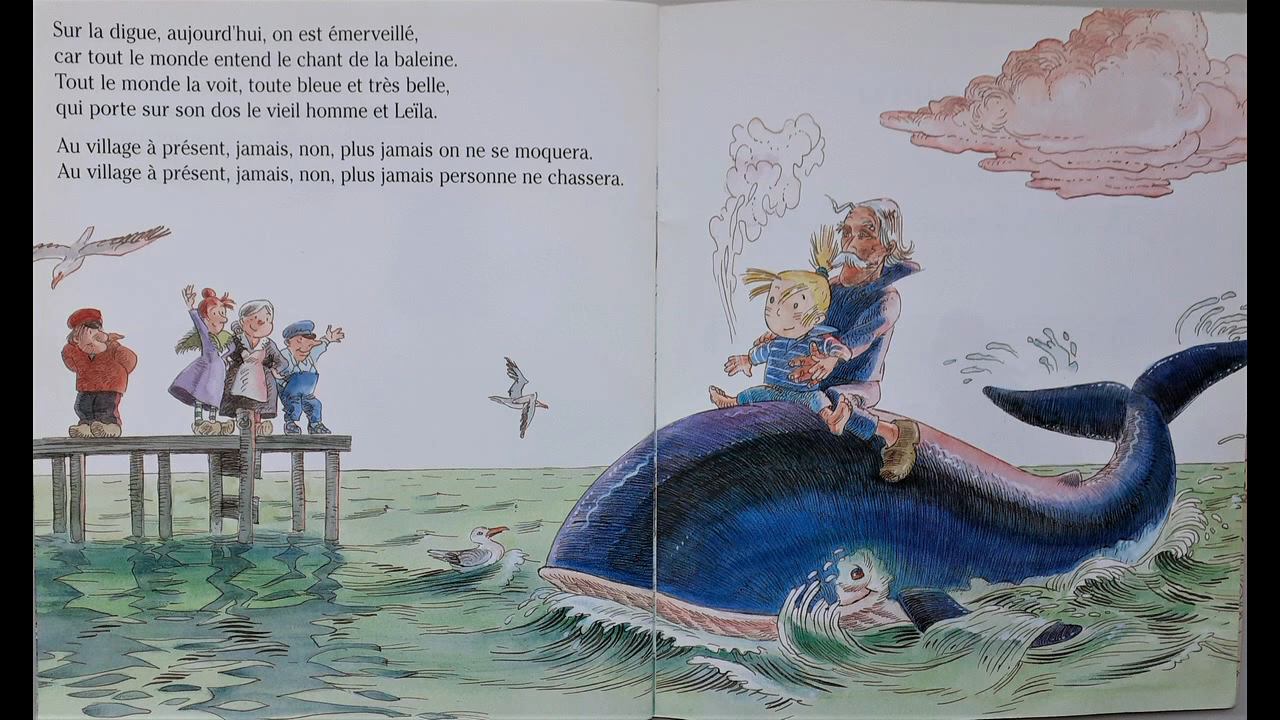 Sur la digue, aujourd'hui, on est émerveillé,
car tout le monde entend le chant de la baleine.
Tout le monde la voit, toute bleue et très belle,
qui porte sur son dos le vieil homme et Leïla.
Au village à présent, jamais, non, plus jamais on ne se moquera.
Au village à présent, jamais, non, plus jamais personne ne chassera.